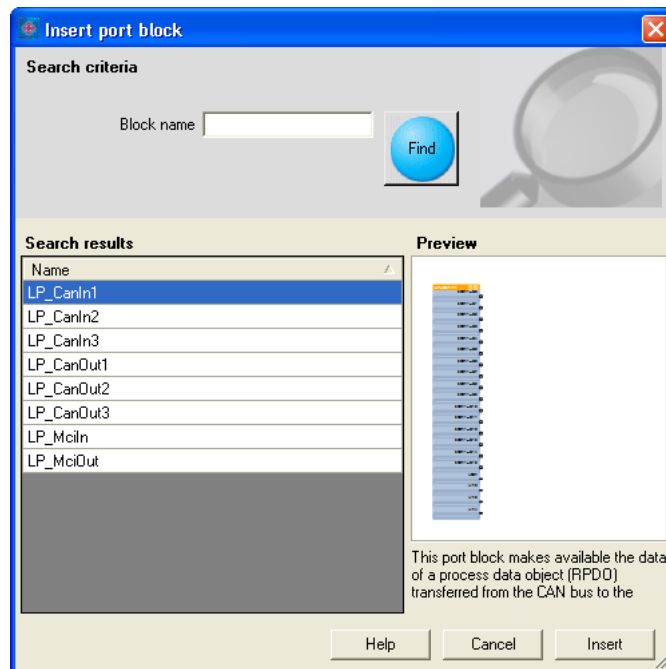 Insert port block
Search criteria
Block name
Find
Search results
Name
LP_CanIn1
LP_CanIn2
LP_CanIn3
LP_CanOut1
LP_CanOut2
LP_CanOut3
LP_MciIn
LP_MciOut
Preview
This port block makes available the data
of a process data object (RPDO)
transferred from the CAN bus to the
Help
Cancel
Insert